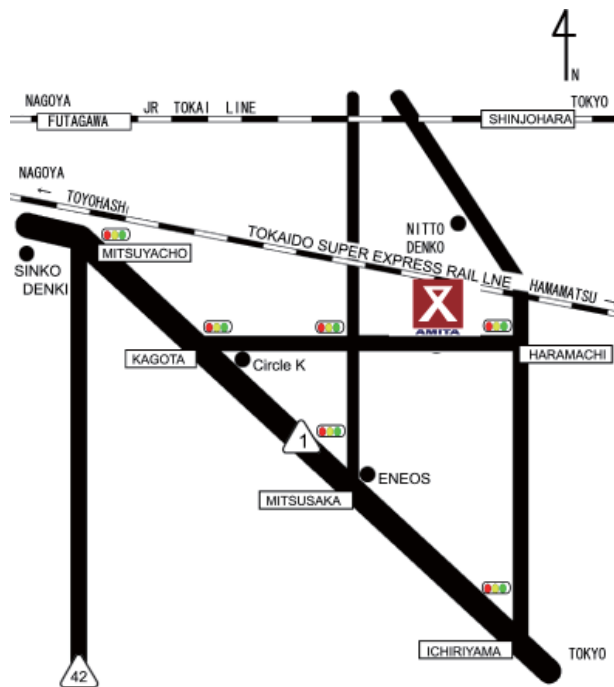 N
NAGOYA JR TOKAI LINE TOKYO
FUTAGAWA SHINJOHARA
NAGOYA
← TOYOHASHI
NITTO
DENKO
TOKAIDO SUPER EXPRESS RAIL LNE
HAMAMATSU →
MITSUYACHO
SINKO
DENKI
AMITA
KAGOTA
HARAMACHI
Circle K
1
ENEOS
MITSUSAKA
ICHIRIYAMA
TOKYO
42